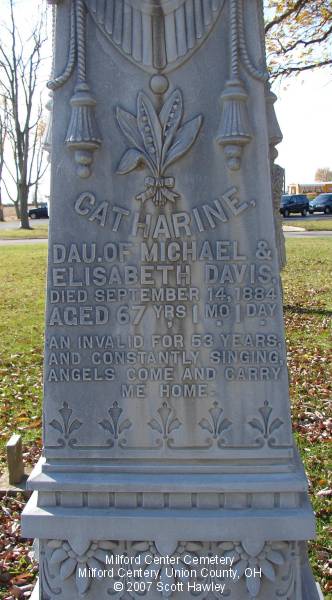 CATHARINE,
DAU. OF MICHAEL &
ELISABETH DAVIS,
DIED SEPTEMBER 14, 1884
AGED 67 YRS 1 MO 1 DAY
AN INVALID FOR 53 YEARS,
AND CONSTANTLY SINGING,
ANGELS COME AND CARRY
ME HOME.
Milford Center Cemetery
Milford Centery, Union County, OH
© 2007 Scott Hawley